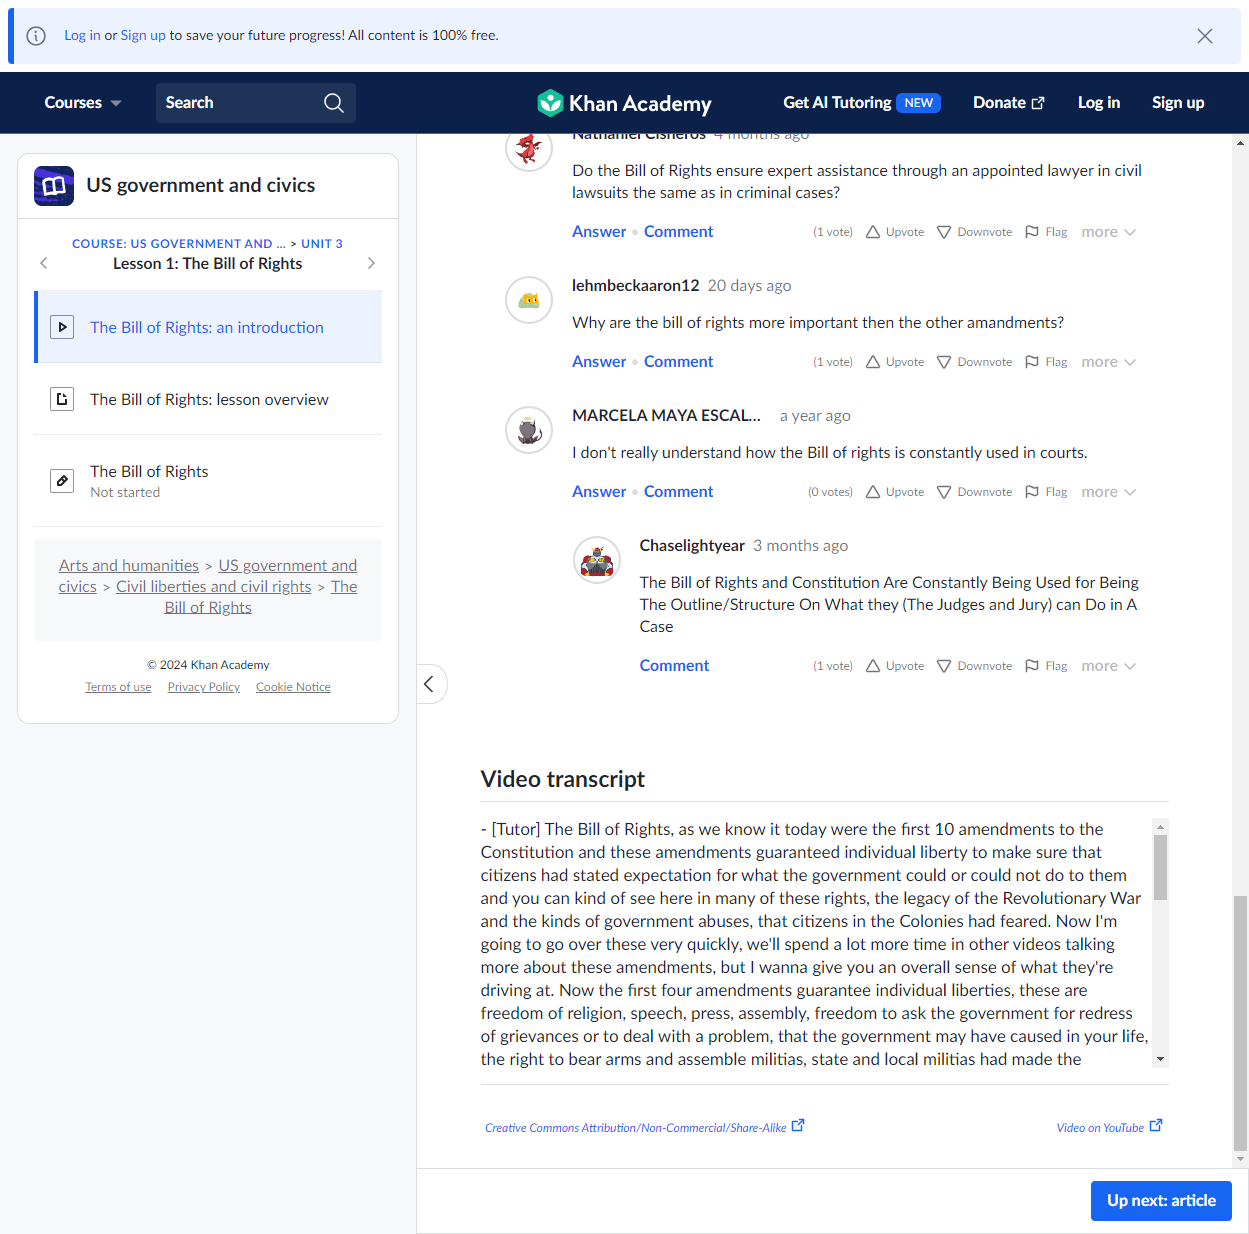 Log in or Sign up to save your future progress! All content is 100% free.
Courses
Search
Khan Academy
Get AI Tutoring NEW
Donate
Log in
Sign up
US government and civics
COURSE: US GOVERNMENT AND ... > UNIT 3
Lesson 1: The Bill of Rights
The Bill of Rights: an introduction
The Bill of Rights: lesson overview
The Bill of Rights
Not started
Arts and humanities > US government and
civics > Civil liberties and civil rights > The
Bill of Rights
© 2024 Khan Academy
Terms of use Privacy Policy Cookie Notice
Nathaniel Cisneros 4 months ago
Do the Bill of Rights ensure expert assistance through an appointed lawyer in civil
lawsuits the same as in criminal cases?
Answer • Comment (1 vote) Upvote Downvote Flag more
lehmbeckaaron12 20 days ago
Why are the bill of rights more important then the other amandments?
Answer • Comment (1 vote) Upvote Downvote Flag more
MARCELA MAYA ESCAL... a year ago
I don't really understand how the Bill of rights is constantly used in courts.
Answer • Comment (0 votes) Upvote Downvote Flag more
Chaselightyear 3 months ago
The Bill of Rights and Constitution Are Constantly Being Used for Being
The Outline/Structure On What they (The Judges and Jury) can Do in A
Case
Comment (1 vote) Upvote Downvote Flag more
Video transcript
- [Tutor] The Bill of Rights, as we know it today were the first 10 amendments to the
Constitution and these amendments guaranteed individual liberty to make sure that
citizens had stated expectation for what the government could or could not do to them
and you can kind of see here in many of these rights, the legacy of the Revolutionary War
and the kinds of government abuses, that citizens in the Colonies had feared. Now I'm
going to go over these very quickly, we'll spend a lot more time in other videos talking
more about these amendments, but I wanna give you an overall sense of what they're
driving at. Now the first four amendments guarantee individual liberties, these are
freedom of religion, speech, press, assembly, freedom to ask the government for redress
of grievances or to deal with a problem, that the government may have caused in your life,
the right to bear arms and assemble militias, state and local militias had made the
Creative Commons Attribution/Non-Commercial/Share-Alike
Video on YouTube
Up next: article